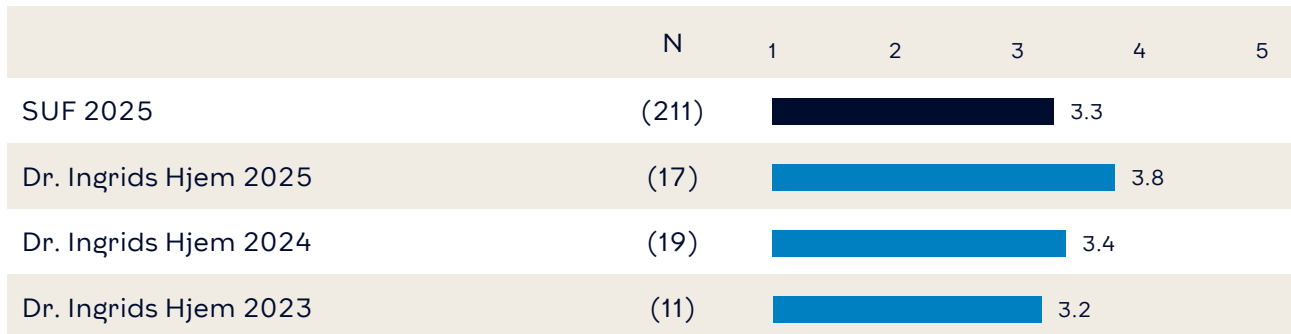 N 1 2 3 4 5
SUF 2025 (211) 3.3
Dr. Ingrids Hjem 2025 (17) 3.8
Dr. Ingrids Hjem 2024 (19) 3.4
Dr. Ingrids Hjem 2023 (11) 3.2